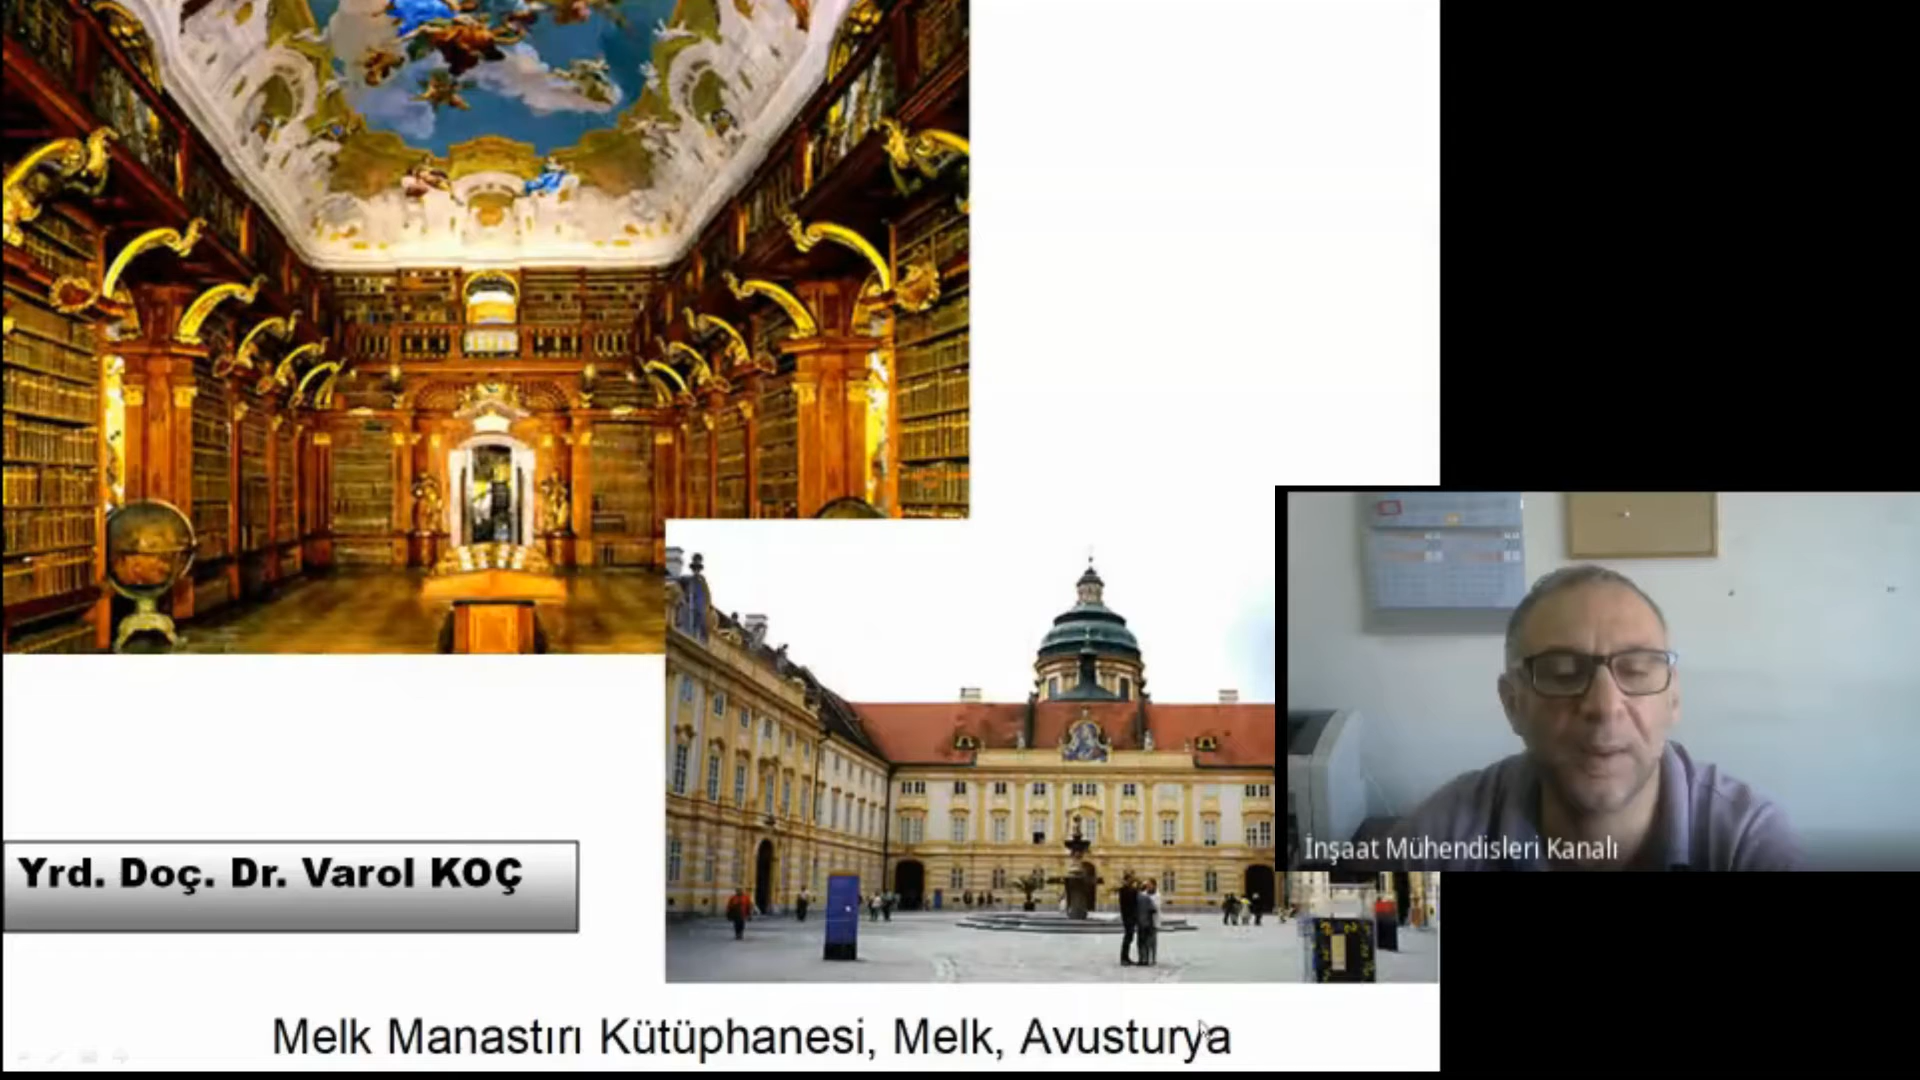 Yrd. Doç. Dr. Varol KOÇ
İnşaat Mühendisleri Kanalı
Melk Manastırı Kütüphanesi, Melk, Avusturya